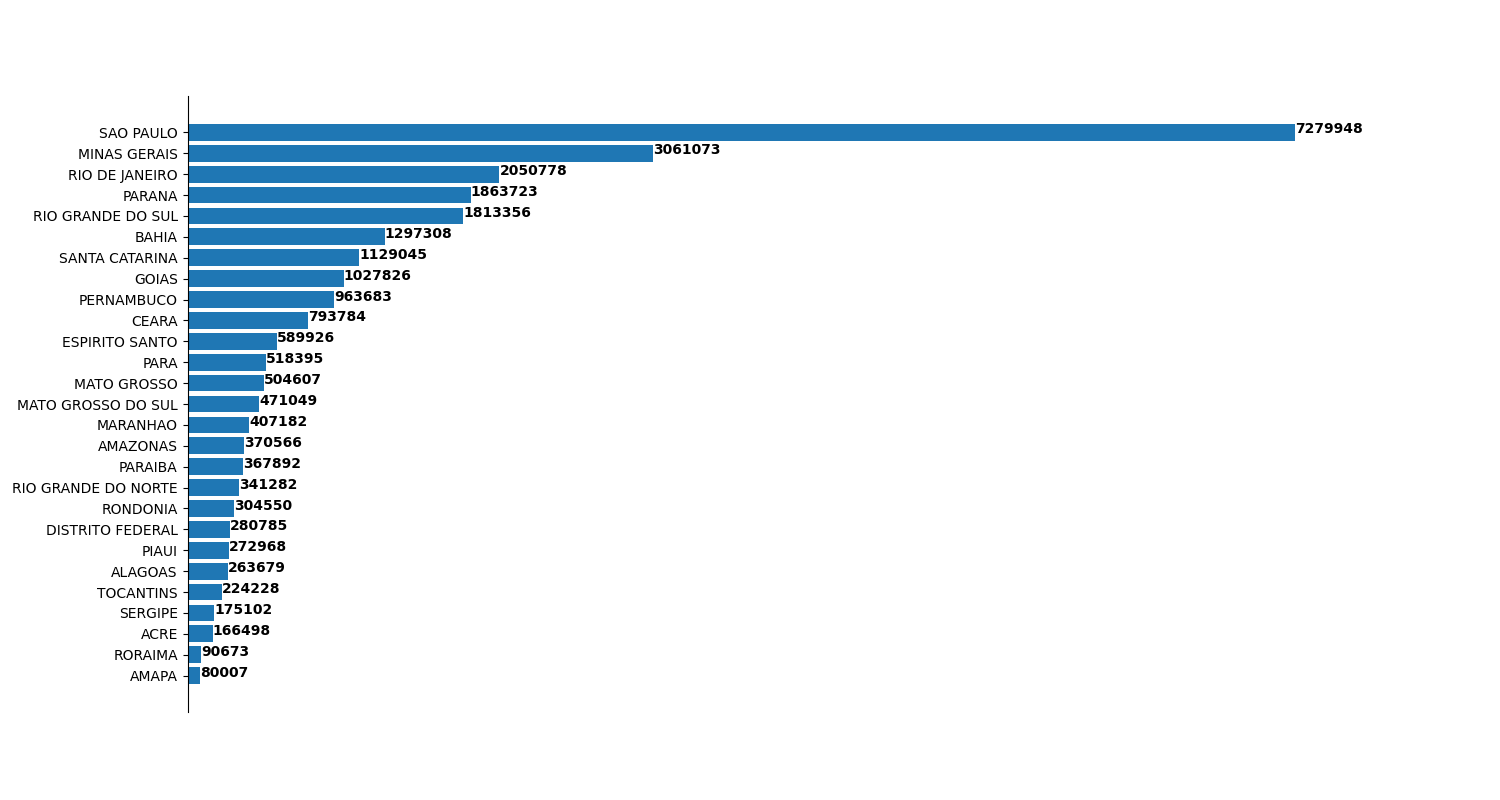 SAO PAULO 7279948
MINAS GERAIS 3061073
RIO DE JANEIRO 2050778
PARANA 1863723
RIO GRANDE DO SUL 1813356
BAHIA 1297308
SANTA CATARINA 1129045
GOIAS 1027826
PERNAMBUCO 963683
CEARA 793784
ESPIRITO SANTO 589926
PARA 518395
MATO GROSSO 504607
MATO GROSSO DO SUL 471049
MARANHAO 407182
AMAZONAS 370566
PARAIBA 367892
RIO GRANDE DO NORTE 341282
RONDONIA 304550
DISTRITO FEDERAL 280785
PIAUI 272968
ALAGOAS 263679
TOCANTINS 224228
SERGIPE 175102
ACRE 166498
RORAIMA 90673
AMAPA 80007